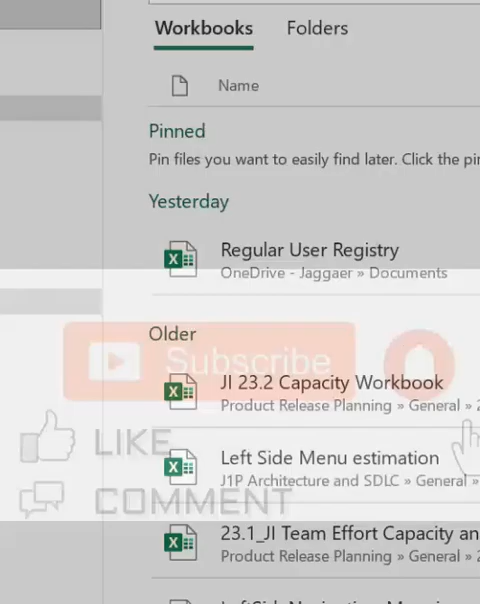 Workbooks Folders
Name
Pinned
Pin files you want to easily find later. Click the
Yesterday
Regular User Registry
OneDrive - Jaggaer » Documents
Older
Subscribe
JI 23.2 Capacity Workbook
Product Release Planning » General »
LIKE
Left Side Menu estimation
J1P Architecture and SDLC » General »
COMMENT
23.1_JI Team Effort Capacity
Product Release Planning » General »